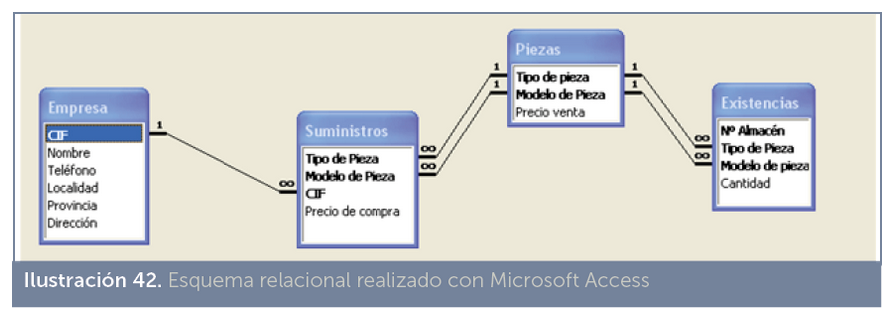 Empresa
CIF
Nombre
Teléfono
Localidad
Provincia
Dirección
1
∞
Suministros
Tipo de Pieza
Modelo de Pieza
CIF
Precio de compra
∞
∞
1
1
Piezas
Tipo de pieza
Modelo de Pieza
Precio venta
1
1
∞
∞
Existencias
Nº Almacén
Tipo de Pieza
Modelo de pieza
Cantidad
Ilustración 42. Esquema relacional realizado con Microsoft Access